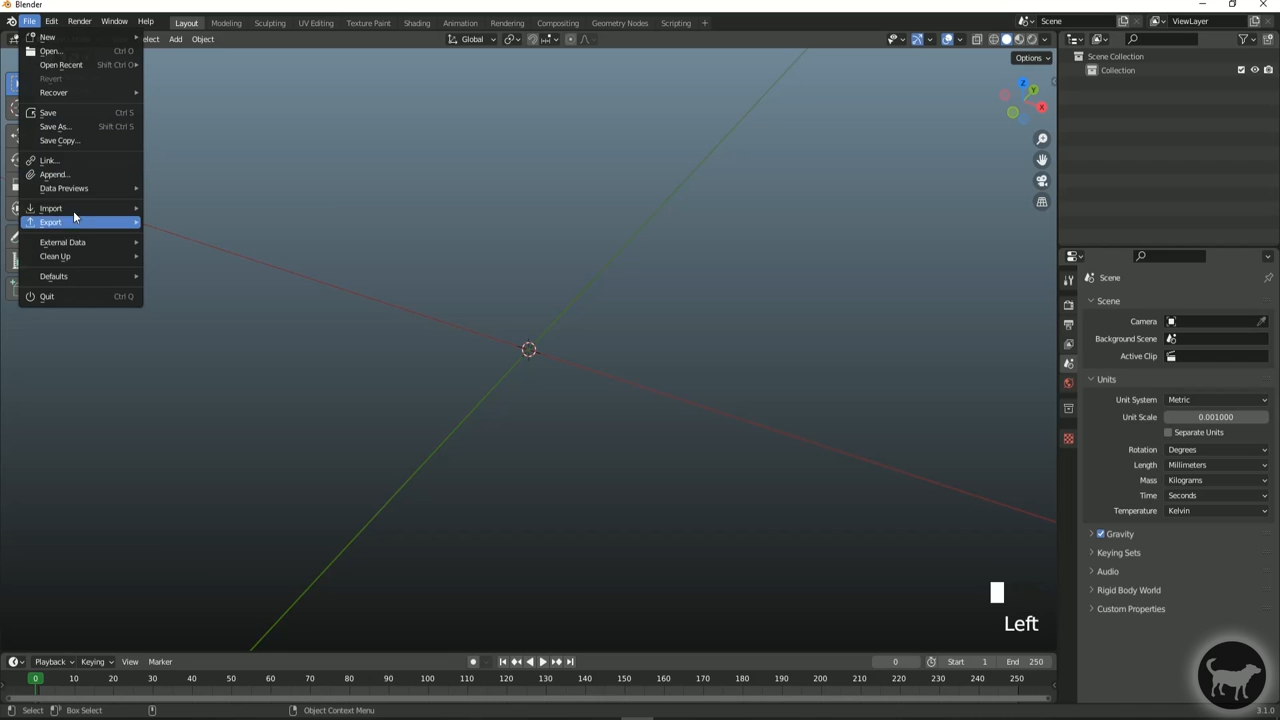 Blender
File Edit Render Window Help Layout Modeling Sculpting UV Editing Texture Paint Shading Animation Rendering Compositing Geometry Nodes Scripting + Scene ViewLayer
lect Add Object Global
Options
New
Open... Ctrl O
Open Recent Shift Ctrl O
Revert
Recover
Save Ctrl S
Save As... Shift Ctrl S
Save Copy...
Link...
Append...
Data Previews
Import
Export
External Data
Clean Up
Defaults
Quit Ctrl Q
Z
Y
X
Left
Scene Collection
Collection
Scene
Scene
Camera
Background Scene
Active Clip
Units
Unit System Metric
Unit Scale 0.001000
Separate Units
Rotation Degrees
Length Millimeters
Mass Kilograms
Time Seconds
Temperature Kelvin
Gravity
Keying Sets
Audio
Rigid Body World
Custom Properties
Playback Keying View Marker 0 Start 1 End 250
0 10 20 30 40 50 60 70 80 90 100 110 120 130 140 150 160 170 180 190 200 210 220 230 240 250
Select Box Select Object Context Menu 3.1.0